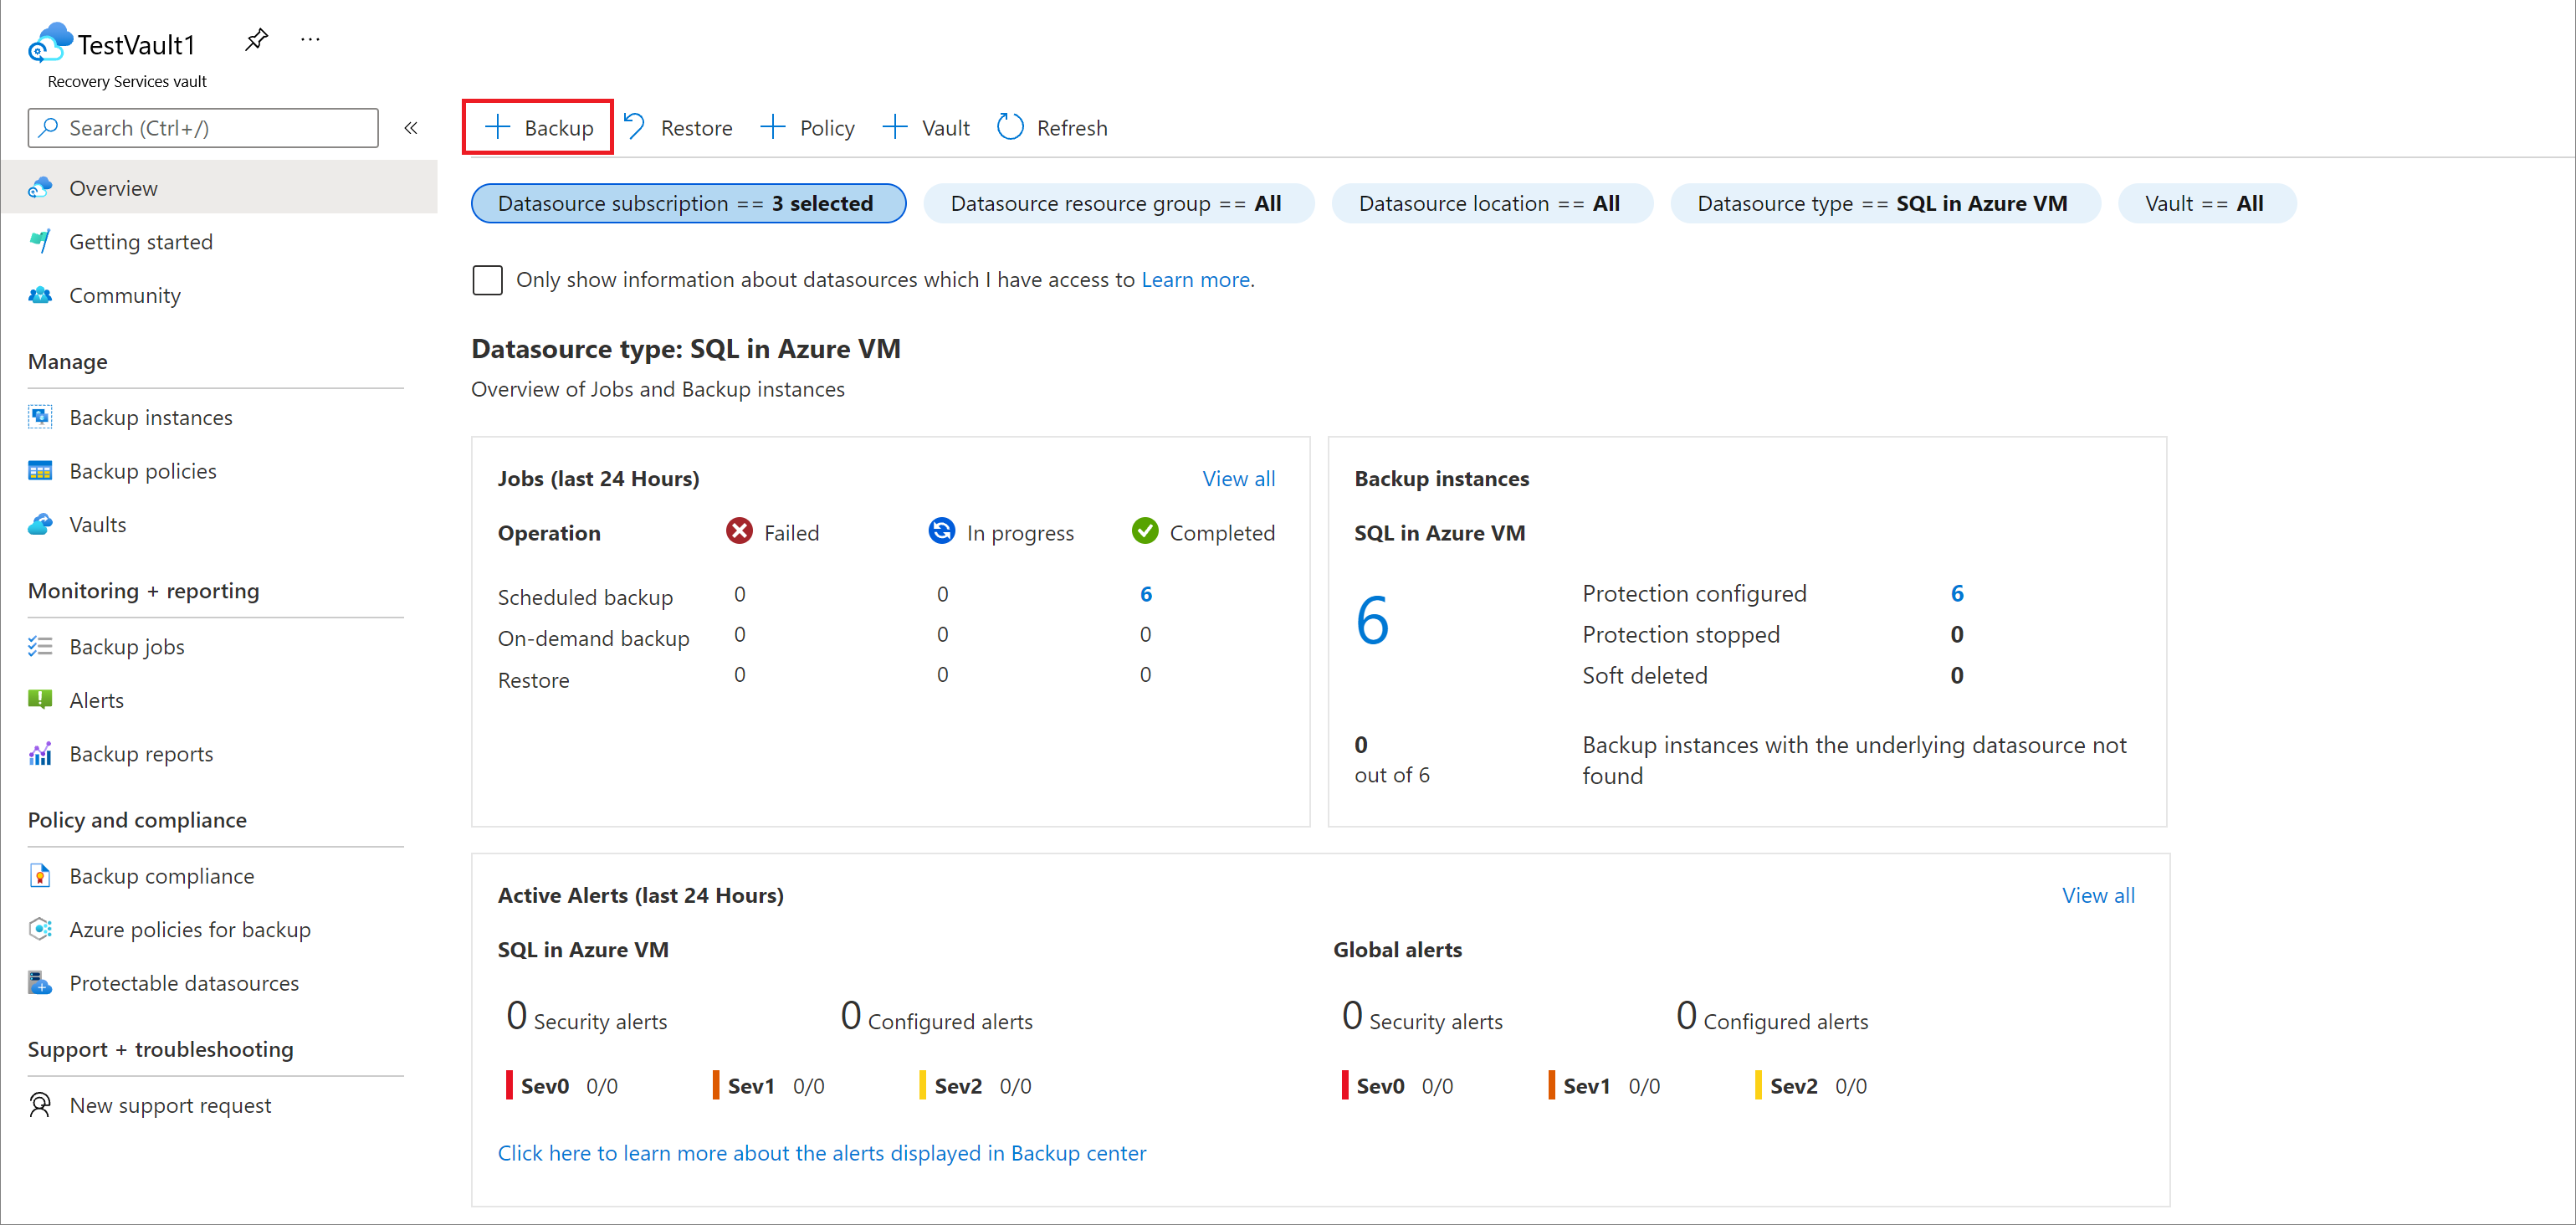 TestVault1
...
Recovery Services vault
Search (Ctrl+/)
«
Backup
Restore
Policy
Vault
Refresh
Overview
Getting started
Community
Manage
Backup instances
Backup policies
Vaults
Monitoring + reporting
Backup jobs
Alerts
Backup reports
Policy and compliance
Backup compliance
Azure policies for backup
Protectable datasources
Support + troubleshooting
New support request
Datasource subscription == 3 selected
Datasource resource group == All
Datasource location == All
Datasource type == SQL in Azure VM
Vault == All
Only show information about datasources which I have access to Learn more.
Datasource type: SQL in Azure VM
Overview of Jobs and Backup instances
Jobs (last 24 Hours) View all
Operation Failed In progress Completed
Scheduled backup 0 0 6
On-demand backup 0 0 0
Restore 0 0 0
Backup instances
SQL in Azure VM
6
Protection configured 6
Protection stopped 0
Soft deleted 0
0
out of 6
Backup instances with the underlying datasource not
found
Active Alerts (last 24 Hours) View all
SQL in Azure VM
0 Security alerts 0 Configured alerts
Sev0 0/0 Sev1 0/0 Sev2 0/0
Global alerts
0 Security alerts 0 Configured alerts
Sev0 0/0 Sev1 0/0 Sev2 0/0
Click here to learn more about the alerts displayed in Backup center